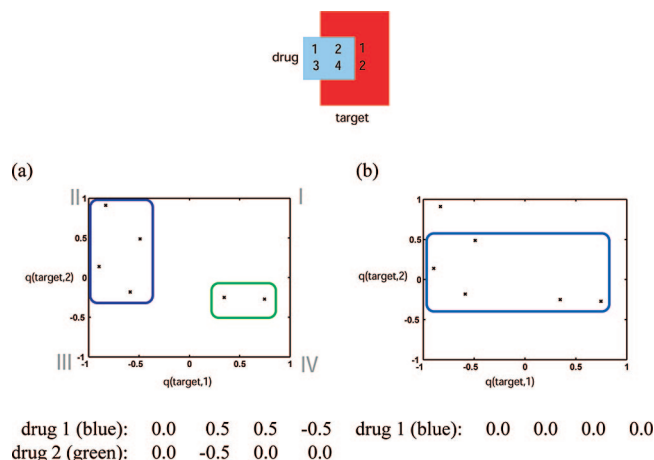 1 2 1
drug
3 4 2
target
(a)
(b)
II
I
1
1
0.5
0.5
q(target,2)
0
q(target,2)
0
-0.5
-0.5
III
IV
-1
-1
-1 -0.5 0 0.5 1
-1 -0.5 0 0.5 1
q(target,1)
q(target,1)
drug 1 (blue): 0.0 0.5 0.5 -0.5
drug 1 (blue): 0.0 0.0 0.0 0.0
drug 2 (green): 0.0 -0.5 0.0 0.0